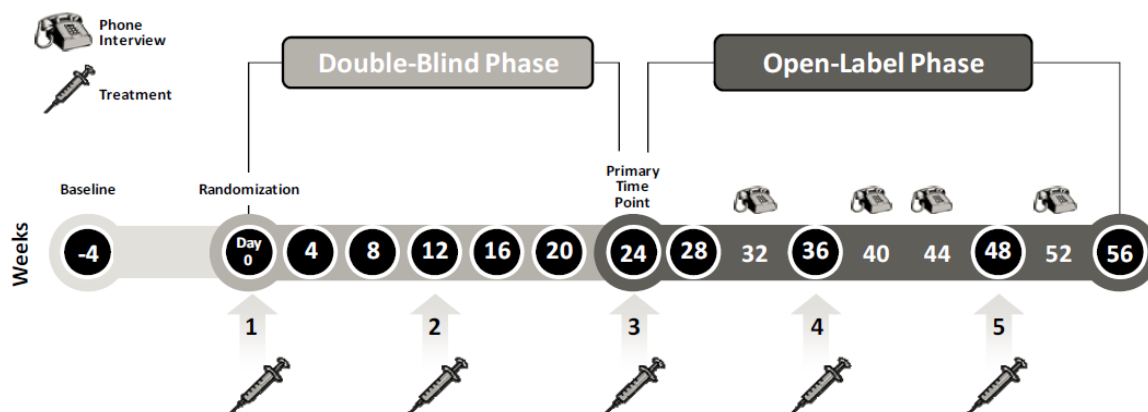 Phone
Interview
Treatment
Double-Blind Phase
Open-Label Phase
Baseline
Randomization
Primary
Time
Point
Weeks
-4
Day
0
4
8
12
16
20
24
28
32
36
40
44
48
52
56
1
2
3
4
5